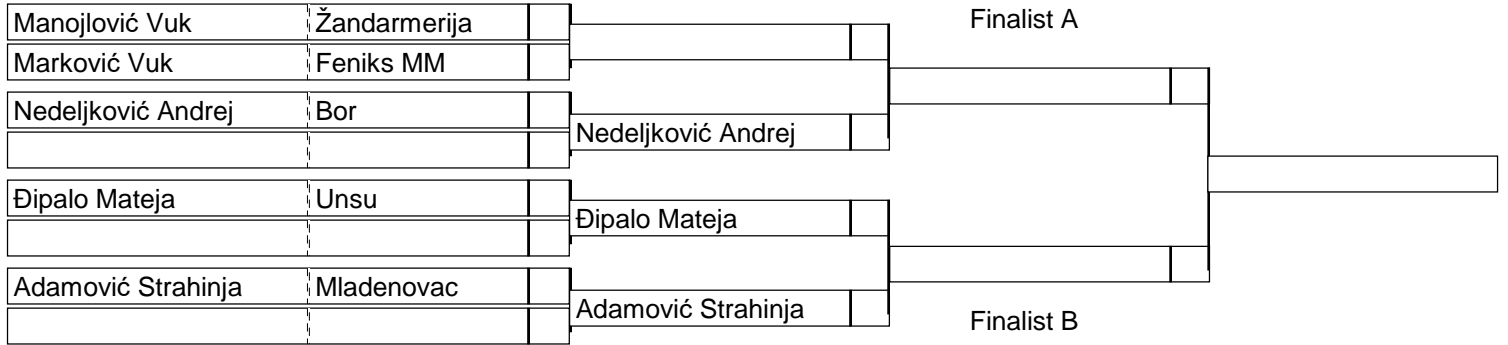 Manojlović Vuk Žandarmerija
Finalist A
Marković Vuk Feniks MM
Nedeljković Andrej Bor
Nedeljković Andrej
Đipalo Mateja Unsu
Đipalo Mateja
Adamović Strahinja Mladenovac
Adamović Strahinja
Finalist B